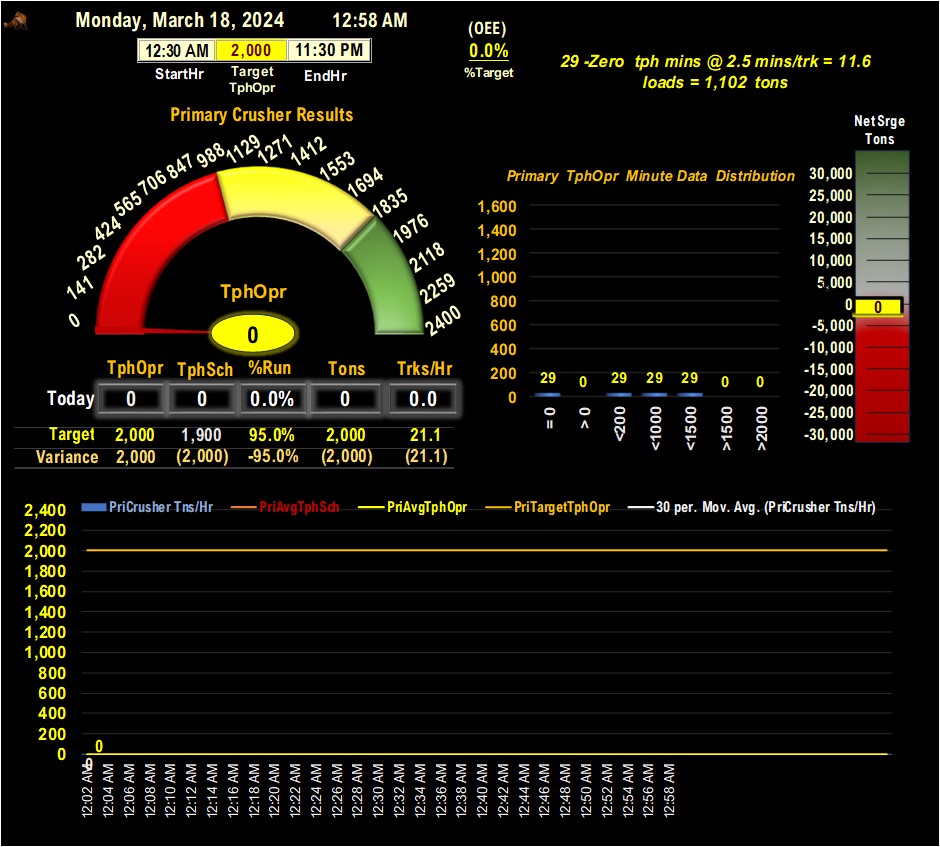 Monday, March 18, 2024 12:58 AM
12:30 AM 2,000 11:30 PM
StartHr Target TphOpr EndHr
(OEE)
0.0%
%Target
29 -Zero tph mins @ 2.5 mins/trk = 11.6
loads = 1,102 tons
Primary Crusher Results
0 141 282 424 565 706 847 988 1129 1271 1412 1553 1694 1835 1976 2118 2259 2400
TphOpr
0
TphOpr TphSch %Run Tons Trks/Hr
Today 0 0 0.0% 0 0.0
Target 2,000 1,900 95.0% 2,000 21.1
Variance 2,000 (2,000) -95.0% (2,000) (21.1)
Primary TphOpr Minute Data Distribution
1,600
1,400
1,200
1,000
800
600
400
200
0
29 0 29 29 29 0 0
= 0 > 0 <200 <1000 <1500 >1500 >2000
NetSrge
Tons
30,000
25,000
20,000
15,000
10,000
5,000
0 0
-5,000
-10,000
-15,000
-20,000
-25,000
-30,000
PriCrusher Tns/Hr PriAvgTphSch PriAvgTphOpr PriTargetTphOpr 30 per. Mov. Avg. (PriCrusher Tns/Hr)
2,400
2,200
2,000
1,800
1,600
1,400
1,200
1,000
800
600
400
200
0
0
0
12:02 AM 12:04 AM 12:06 AM 12:08 AM 12:10 AM 12:12 AM 12:14 AM 12:16 AM 12:18 AM 12:20 AM 12:22 AM 12:24 AM 12:26 AM 12:28 AM 12:30 AM 12:32 AM 12:34 AM 12:36 AM 12:38 AM 12:40 AM 12:42 AM 12:44 AM 12:46 AM 12:48 AM 12:50 AM 12:52 AM 12:54 AM 12:56 AM 12:58 AM